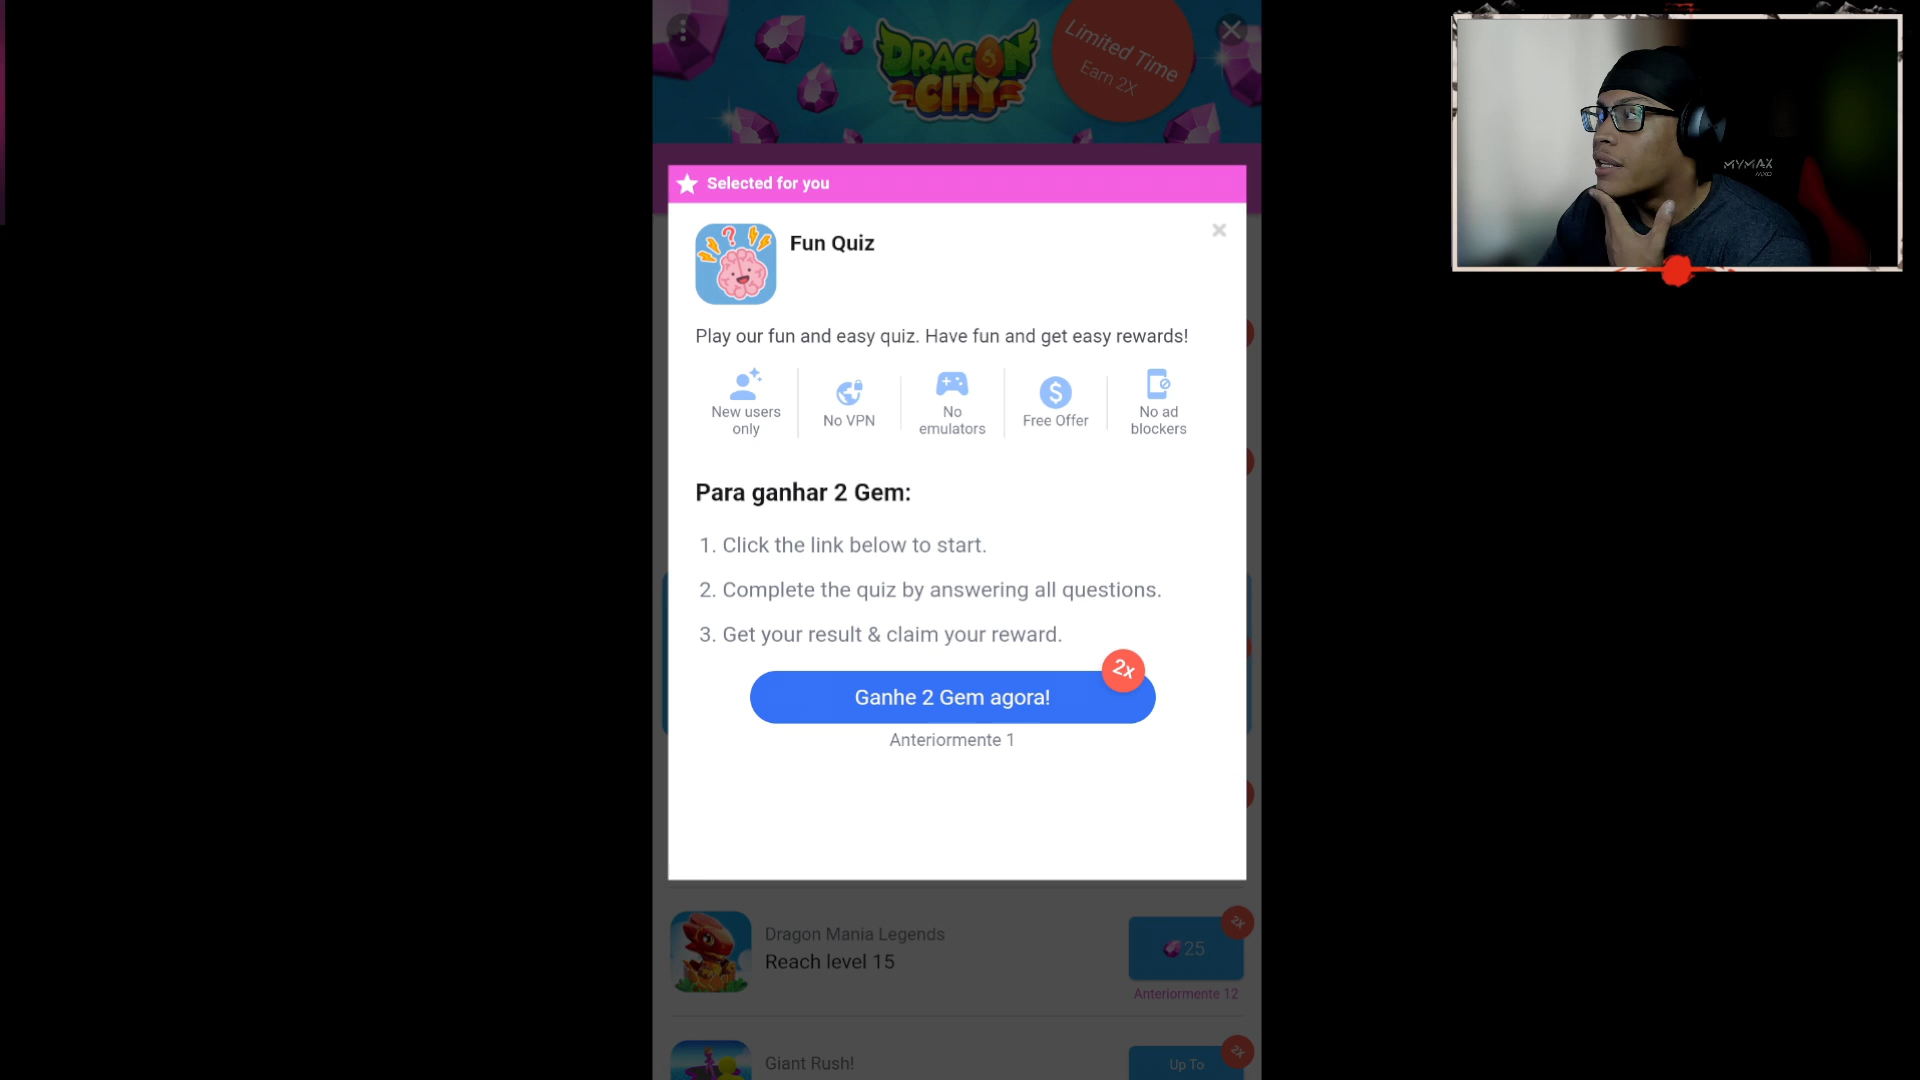 DRAGON
CITY
Limited Time
Earn 2X
Selected for you
Fun Quiz
Play our fun and easy quiz. Have fun and get easy rewards!
New users
only
No VPN
No
emulators
Free Offer
No ad
blockers
Para ganhar 2 Gem:
1. Click the link below to start.
2. Complete the quiz by answering all questions.
3. Get your result & claim your reward.
2x
Ganhe 2 Gem agora!
Anteriormente 1
Dragon Mania Legends
Reach level 15
2x
25
Anteriormente 12
Giant Rush!
2x
Up To
MYMAX
MXO